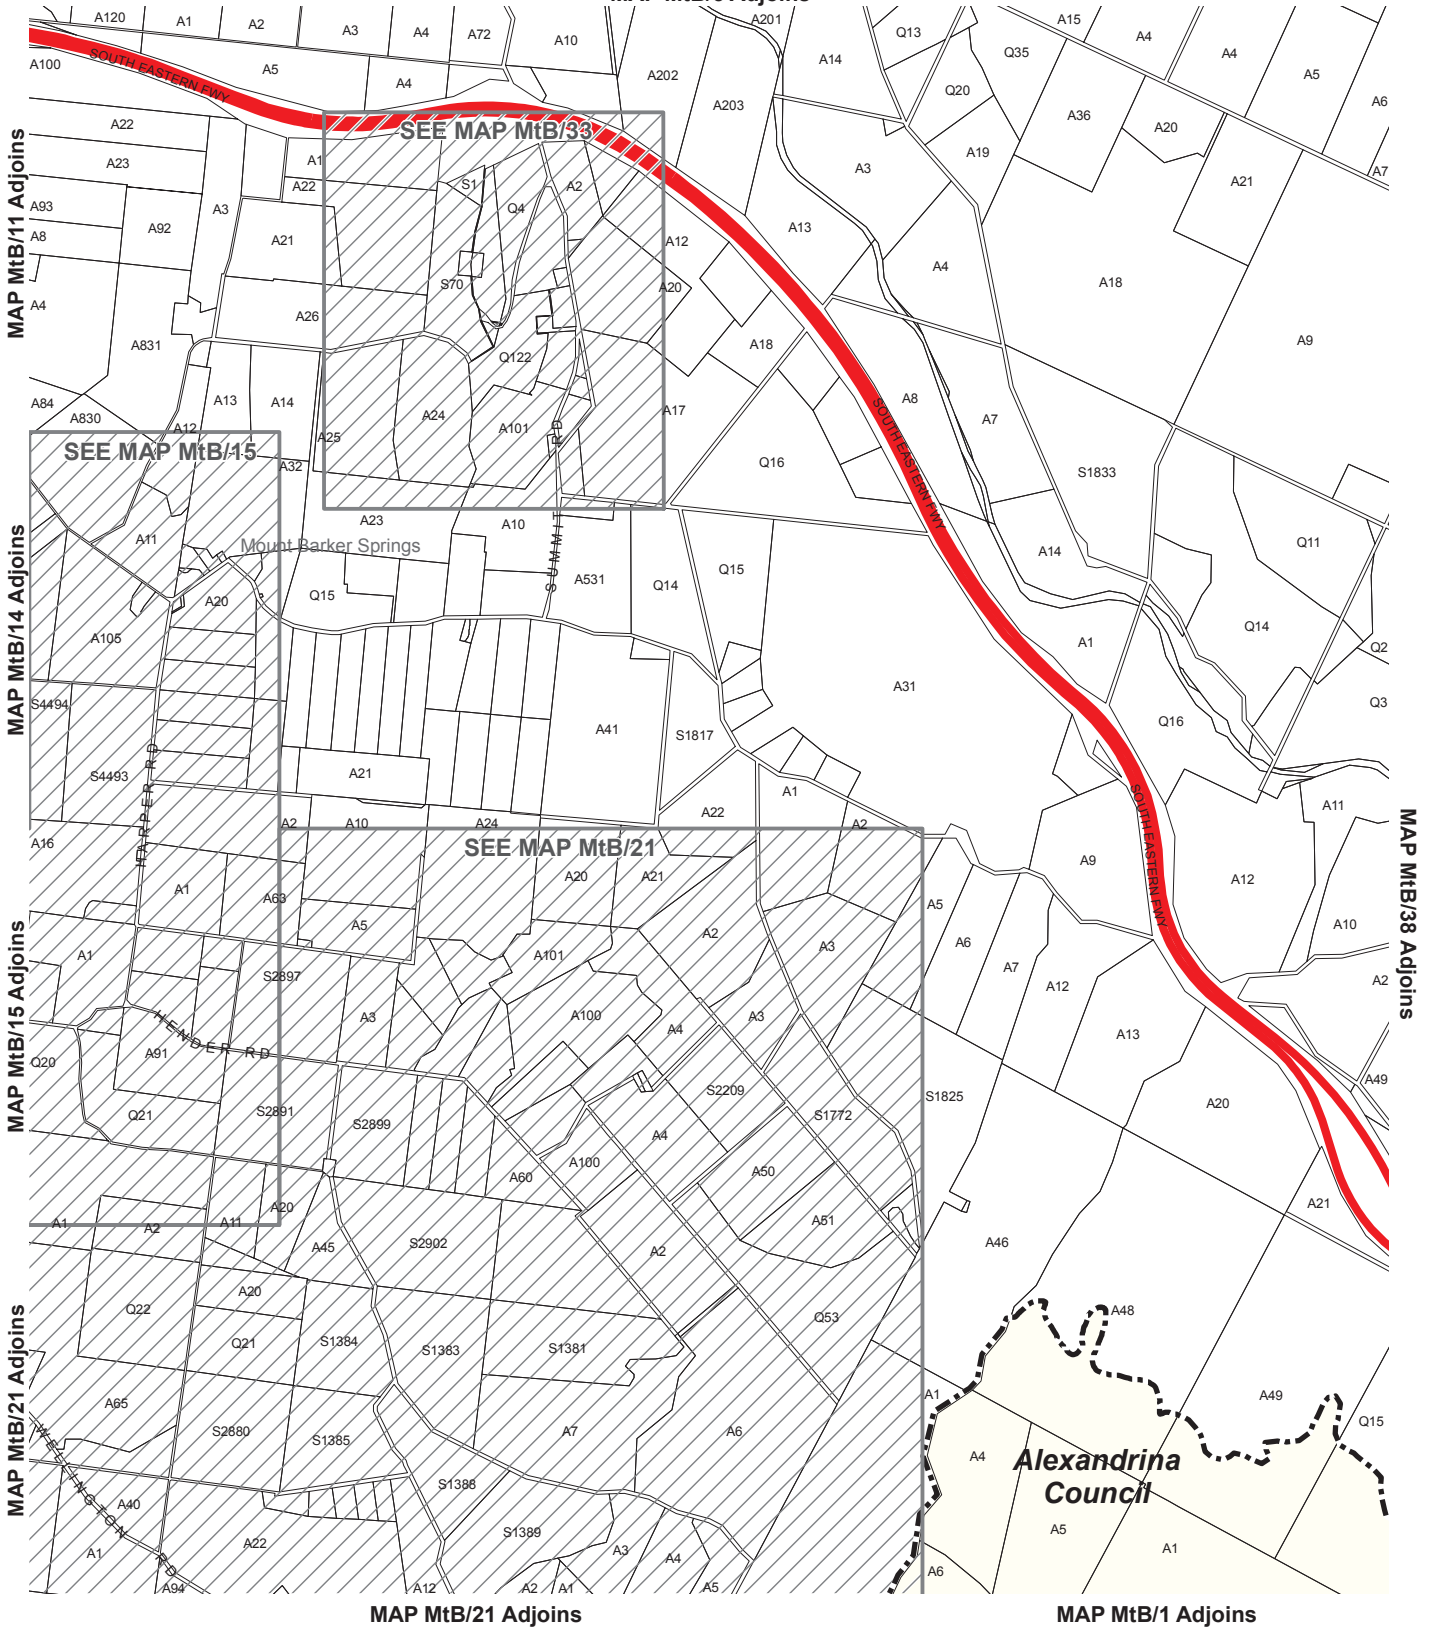 A120
A1
A2
A3
A4
A72
A10
A201
A14
Q13
A15
A4
A4
A5
A6
A7
A100
SOUTH EASTERN FWY
A5
A4
A202
A203
Q20
Q35
A36
A20
A19
A21
A22
A23
A1
A22
SEE MAP MtB/33
A3
A93
A8
A92
A3
A21
S1
Q4
A2
A12
A13
A4
A18
A4
A26
S70
A20
A831
Q122
A18
A9
A84
A830
A13
A14
A24
A101
A17
A8
A7
A12
A25
RD
SEE MAP MtB/15
A32
Q16
SOUTH EASTERN FWY
S1833
A11
A23
A10
Mount Barker Springs
A14
Q11
A20
Q15
SUMMIT
A531
Q14
Q15
A105
A1
Q14
Q2
S4494
A31
Q3
A41
S1817
Q16
S4493
HARPER RD
A21
A1
SOUTH EASTERN FWY
A11
A16
A2
A10
A24
A22
A2
SEE MAP MtB/21
A1
A63
A20
A21
A9
A12
A5
A5
A1
A101
A2
A3
A6
A10
S2897
A7
A12
A2
A3
A100
A4
A3
A13
HENDER RD
Q20
A91
S2209
A49
Q21
S2891
S2899
A4
S1772
S1825
A20
A60
A100
A50
A1
A2
A11
A20
A51
A21
A45
S2902
A2
A46
Q22
A20
Q53
A48
Q21
S1384
S1383
S1381
A65
A1
A49
Q15
S2880
S1385
A7
A6
A4
Alexandrina
Council
S1388
WELLINGTON RD
A40
A22
S1389
A5
A1
A3
A4
A1
A6
A94
A12
A2
A1
A5
MAP MtB/11 Adjoins
MAP MtB/14 Adjoins
MAP MtB/15 Adjoins
MAP MtB/21 Adjoins
MAP MtB/38 Adjoins
MAP MtB/21 Adjoins
MAP MtB/1 Adjoins